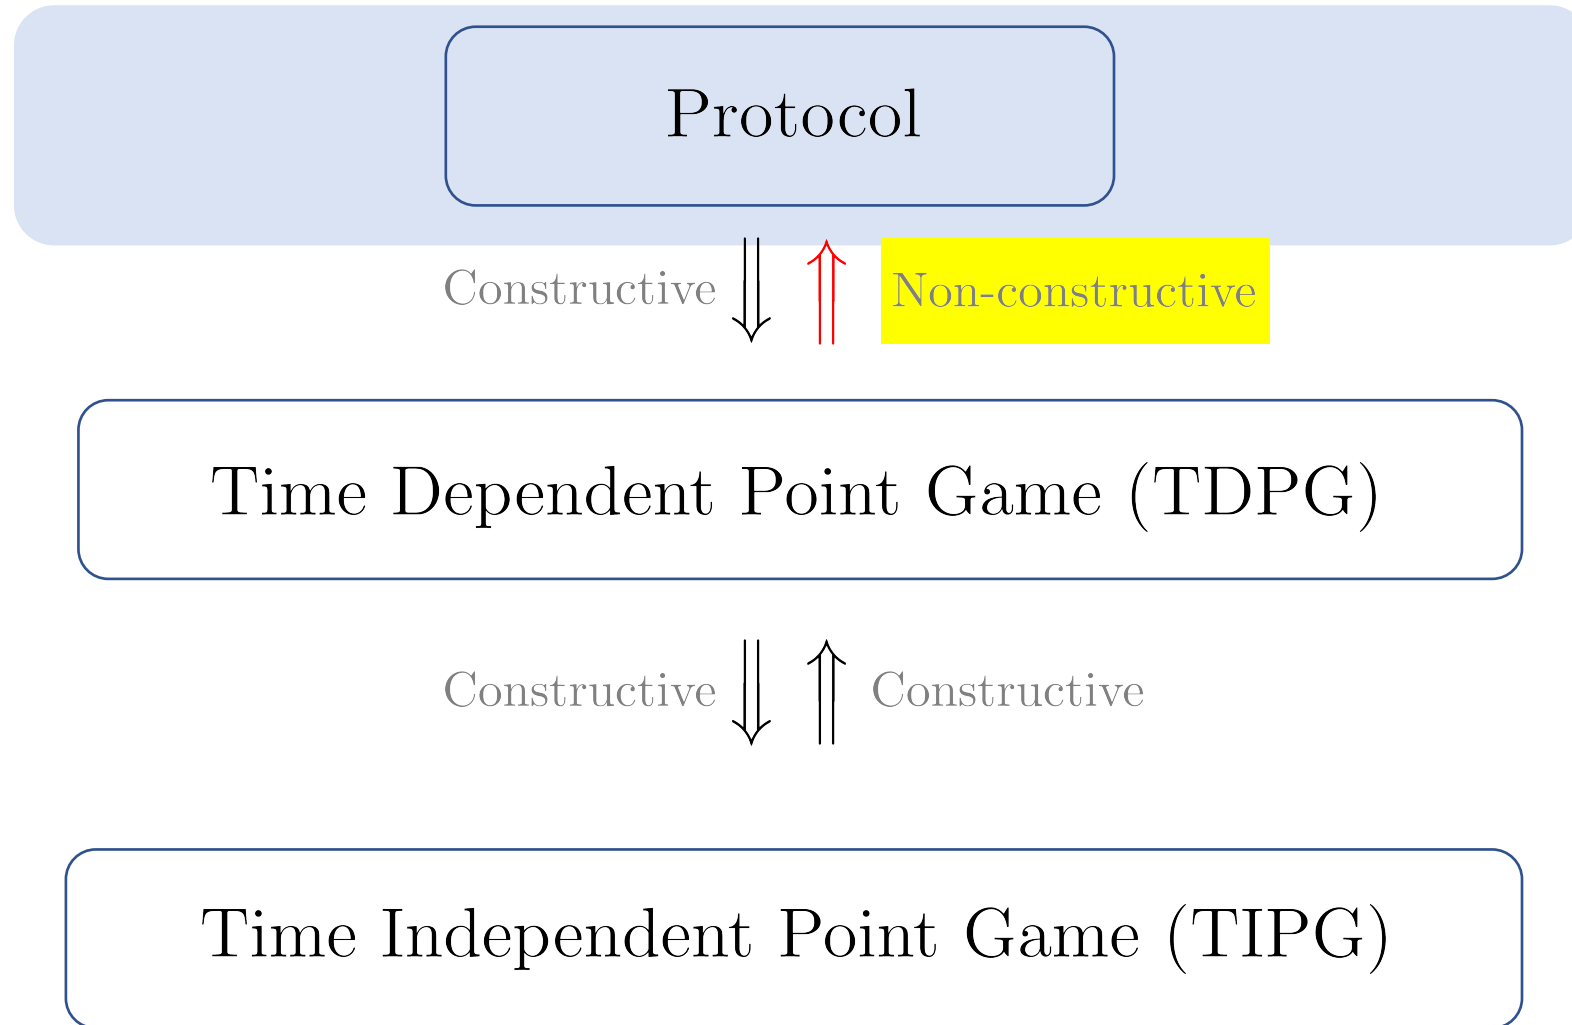 Protocol
Constructive
Non-constructive
Time Dependent Point Game (TDPG)
Constructive
Constructive
Time Independent Point Game (TIPG)